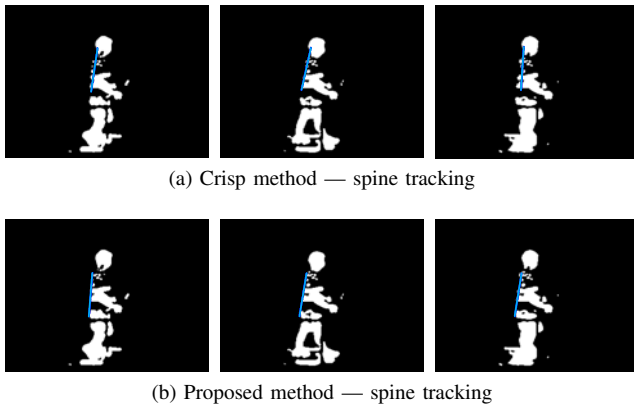 (a) Crisp method — spine tracking
(b) Proposed method — spine tracking